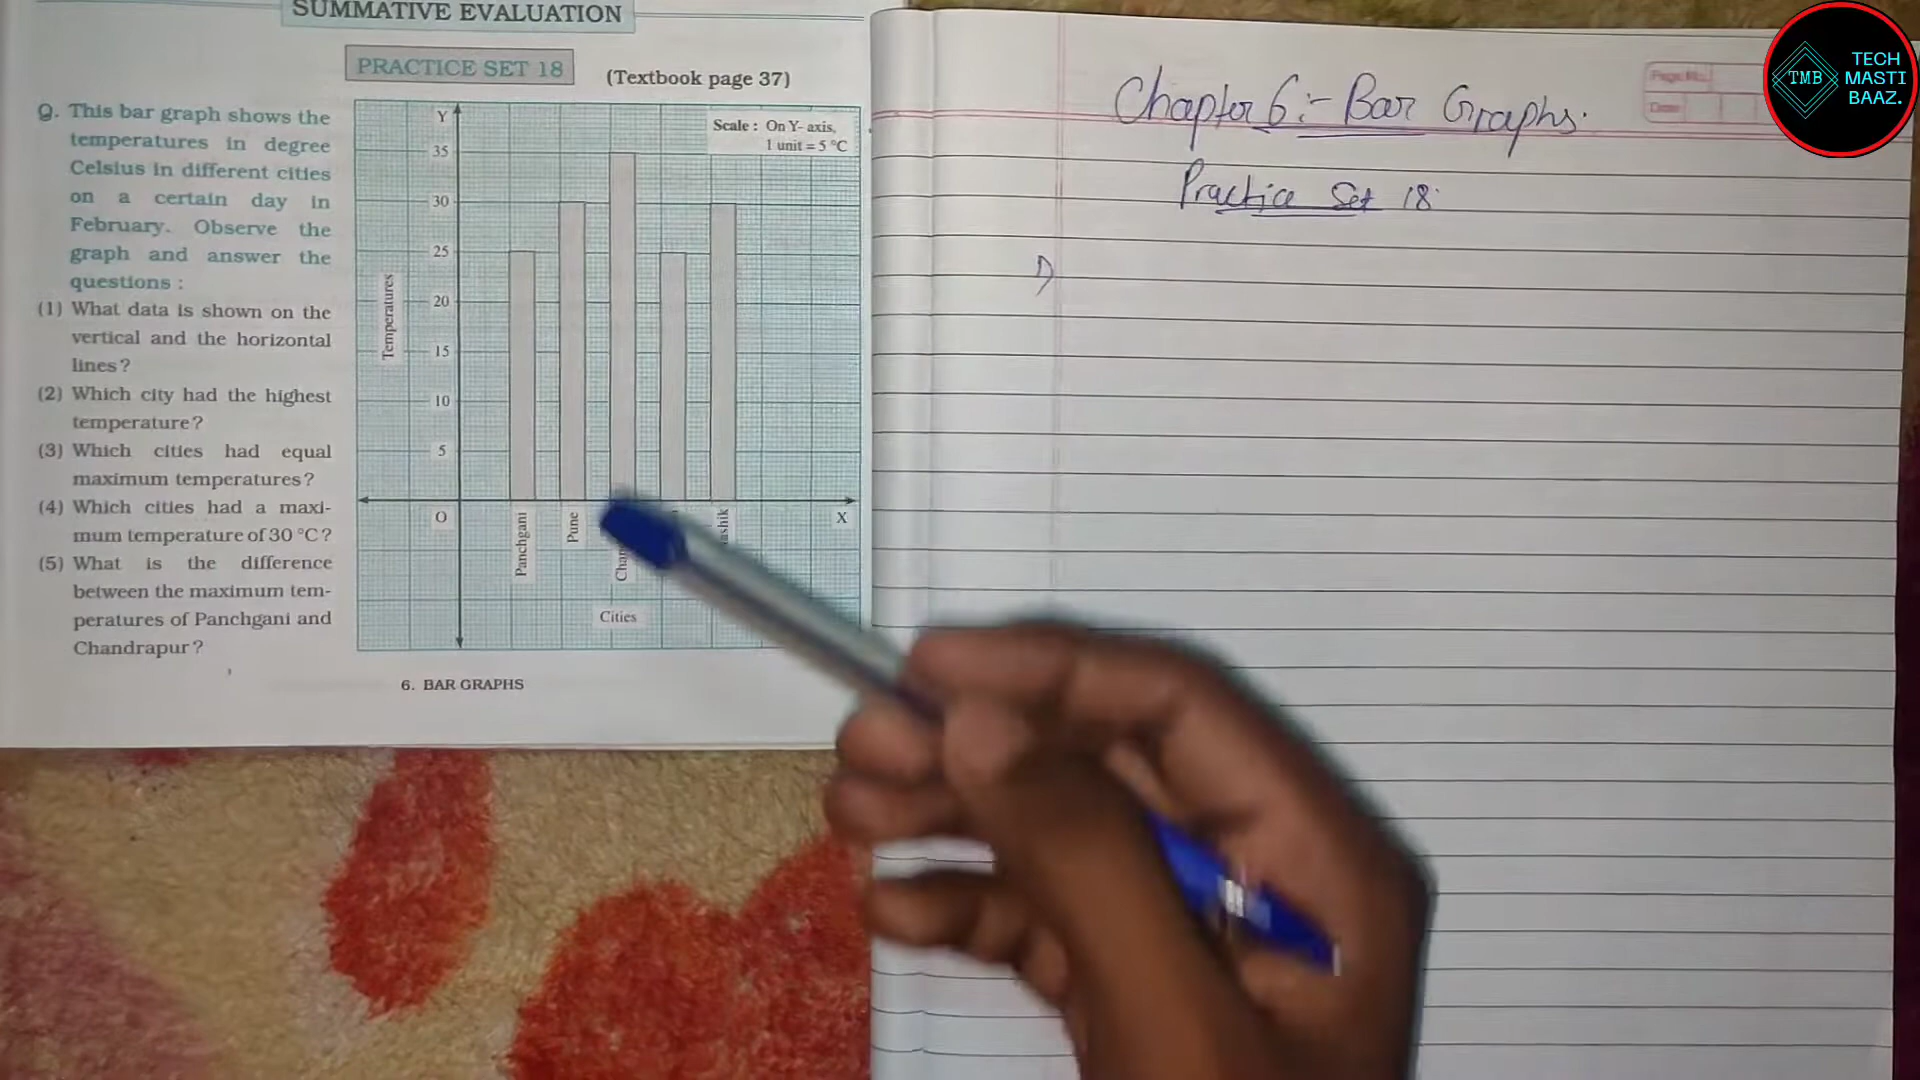 SUMMATIVE EVALUATION
PRACTICE SET 18
(Textbook page 37)
Q. This bar graph shows the
temperatures in degree
Celsius in different cities
on a certain day in
February. Observe the
graph and answer the
questions :
(1) What data is shown on the
vertical and the horizontal
lines?
(2) Which city had the highest
temperature?
(3) Which cities had equal
maximum temperatures?
(4) Which cities had a maxi-
mum temperature of 30 °C?
(5) What is the difference
between the maximum tem-
peratures of Panchgani and
Chandrapur?
Y
Scale : On Y- axis,
1 unit = 5 °C
35
30
25
20
15
10
5
O
X
Temperatures
Panchgani
Pune
Cities
6. BAR GRAPHS
Chapter 6:- Bar Graphs.
Practice Set 18.
1)
Page No.
Date
TMB
TECH
MASTI
BAAZ.